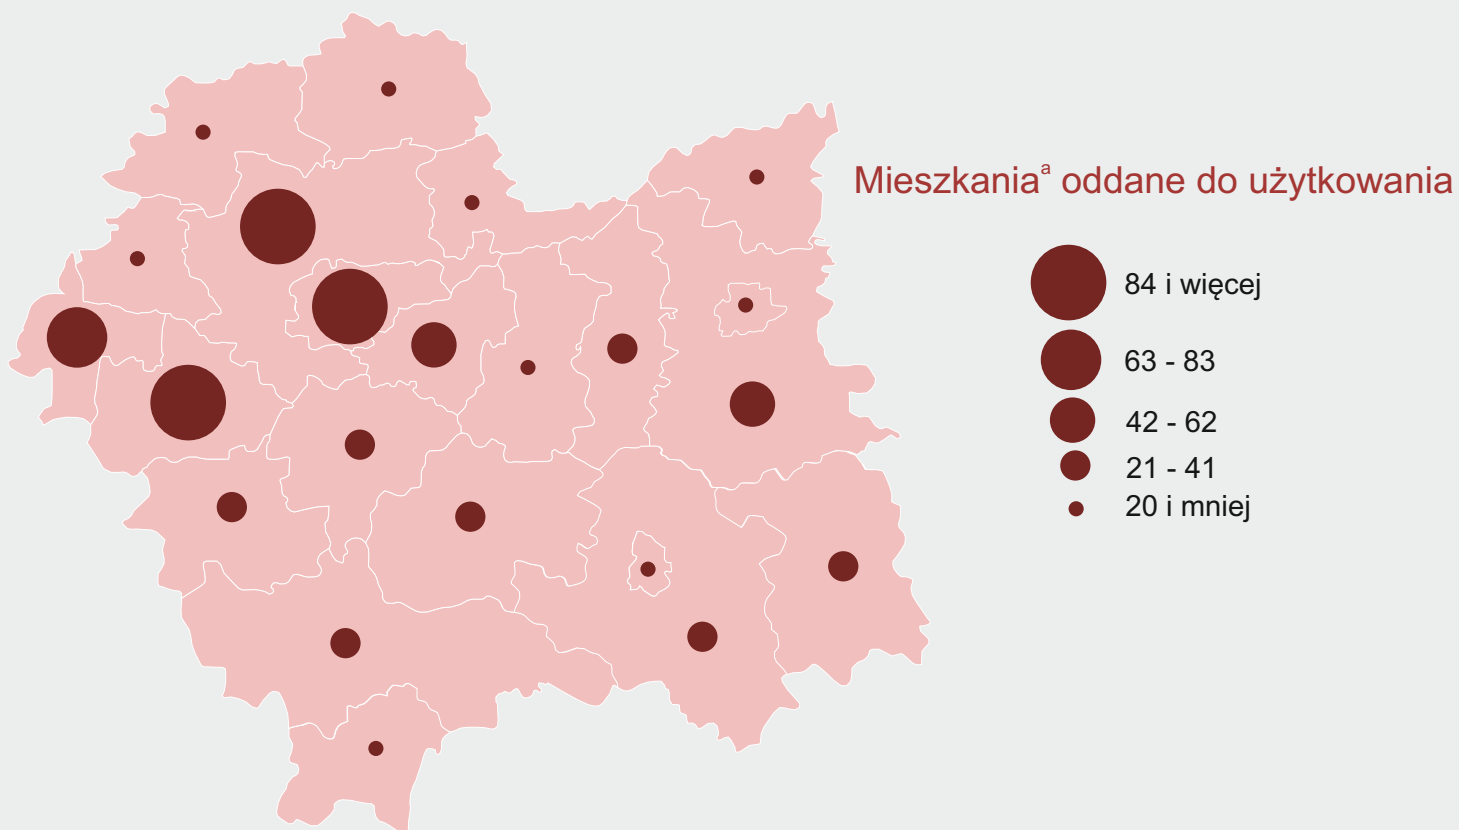 Mieszkaniaᵃ oddane do użytkowania
84 i więcej
63 - 83
42 - 62
21 - 41
20 i mniej